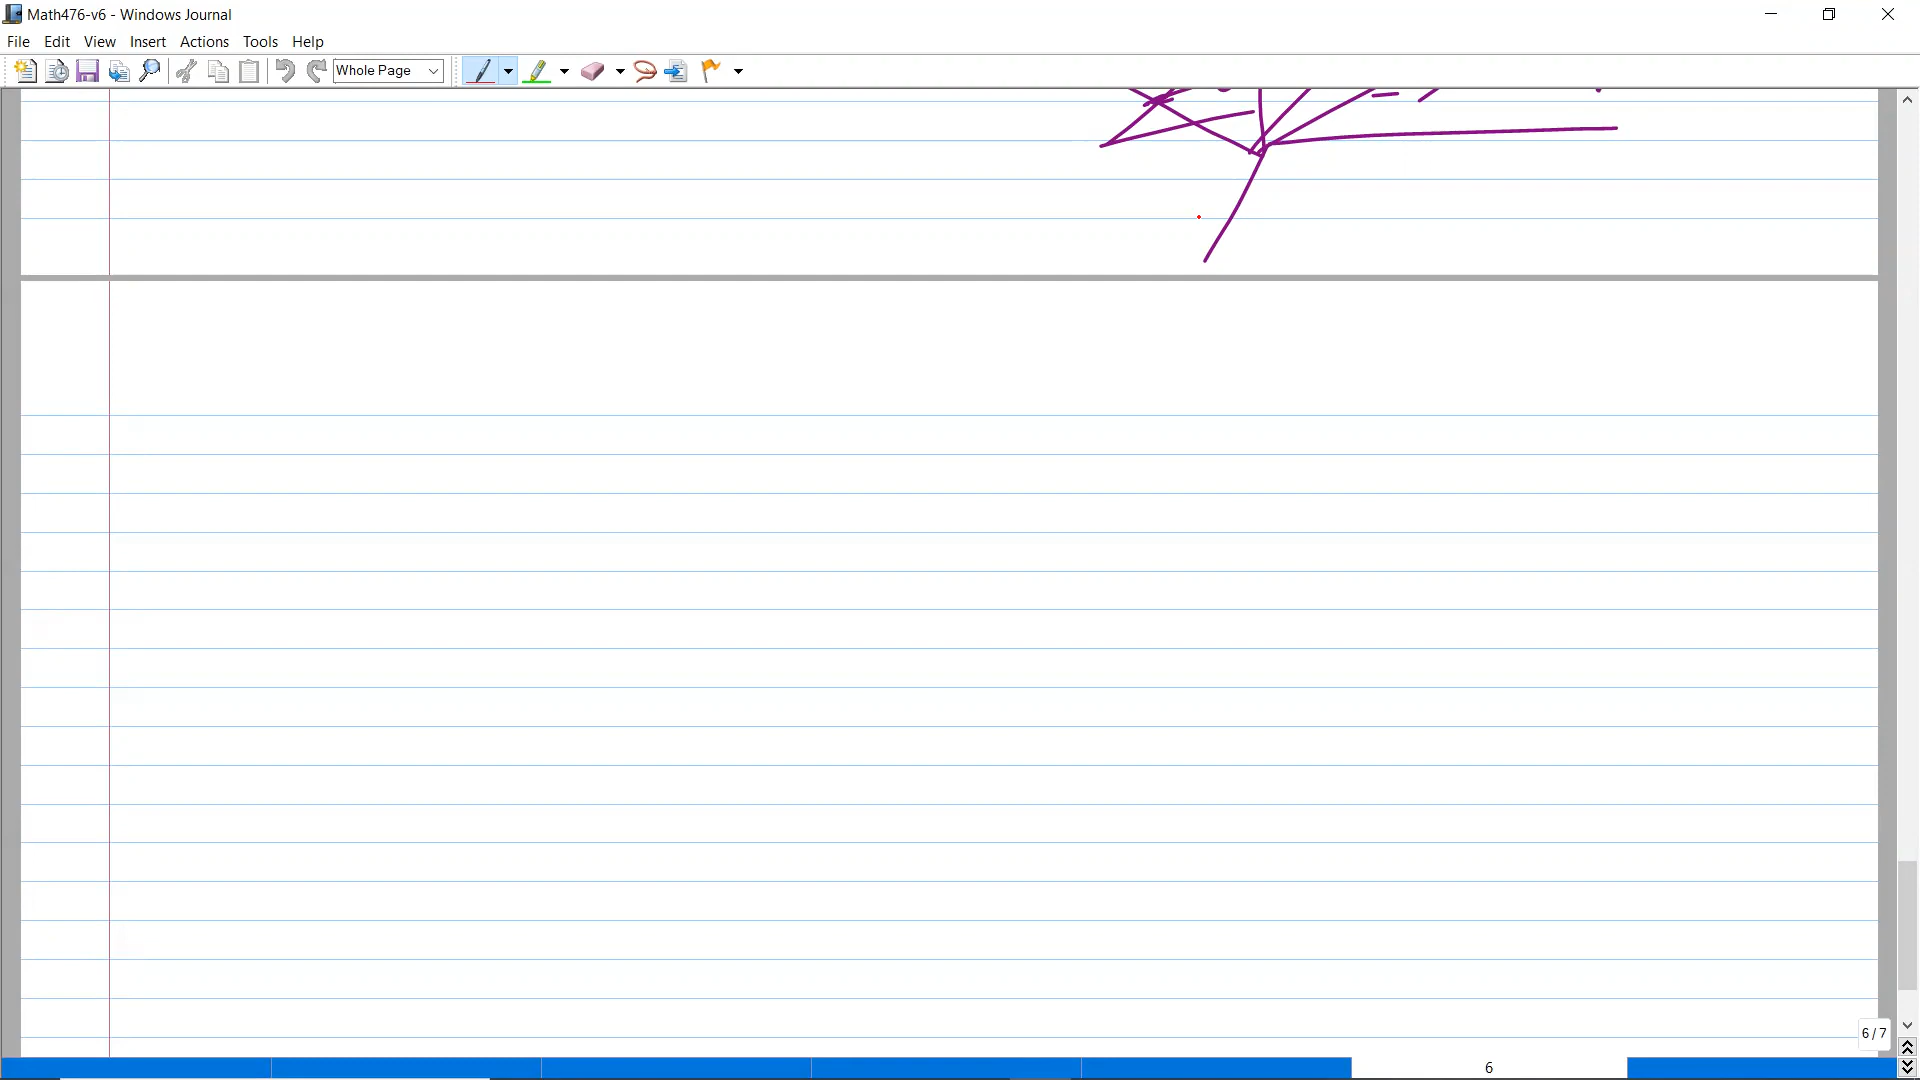 Math476-v6 - Windows Journal
File Edit View Insert Actions Tools Help
Whole Page
6 / 7
6